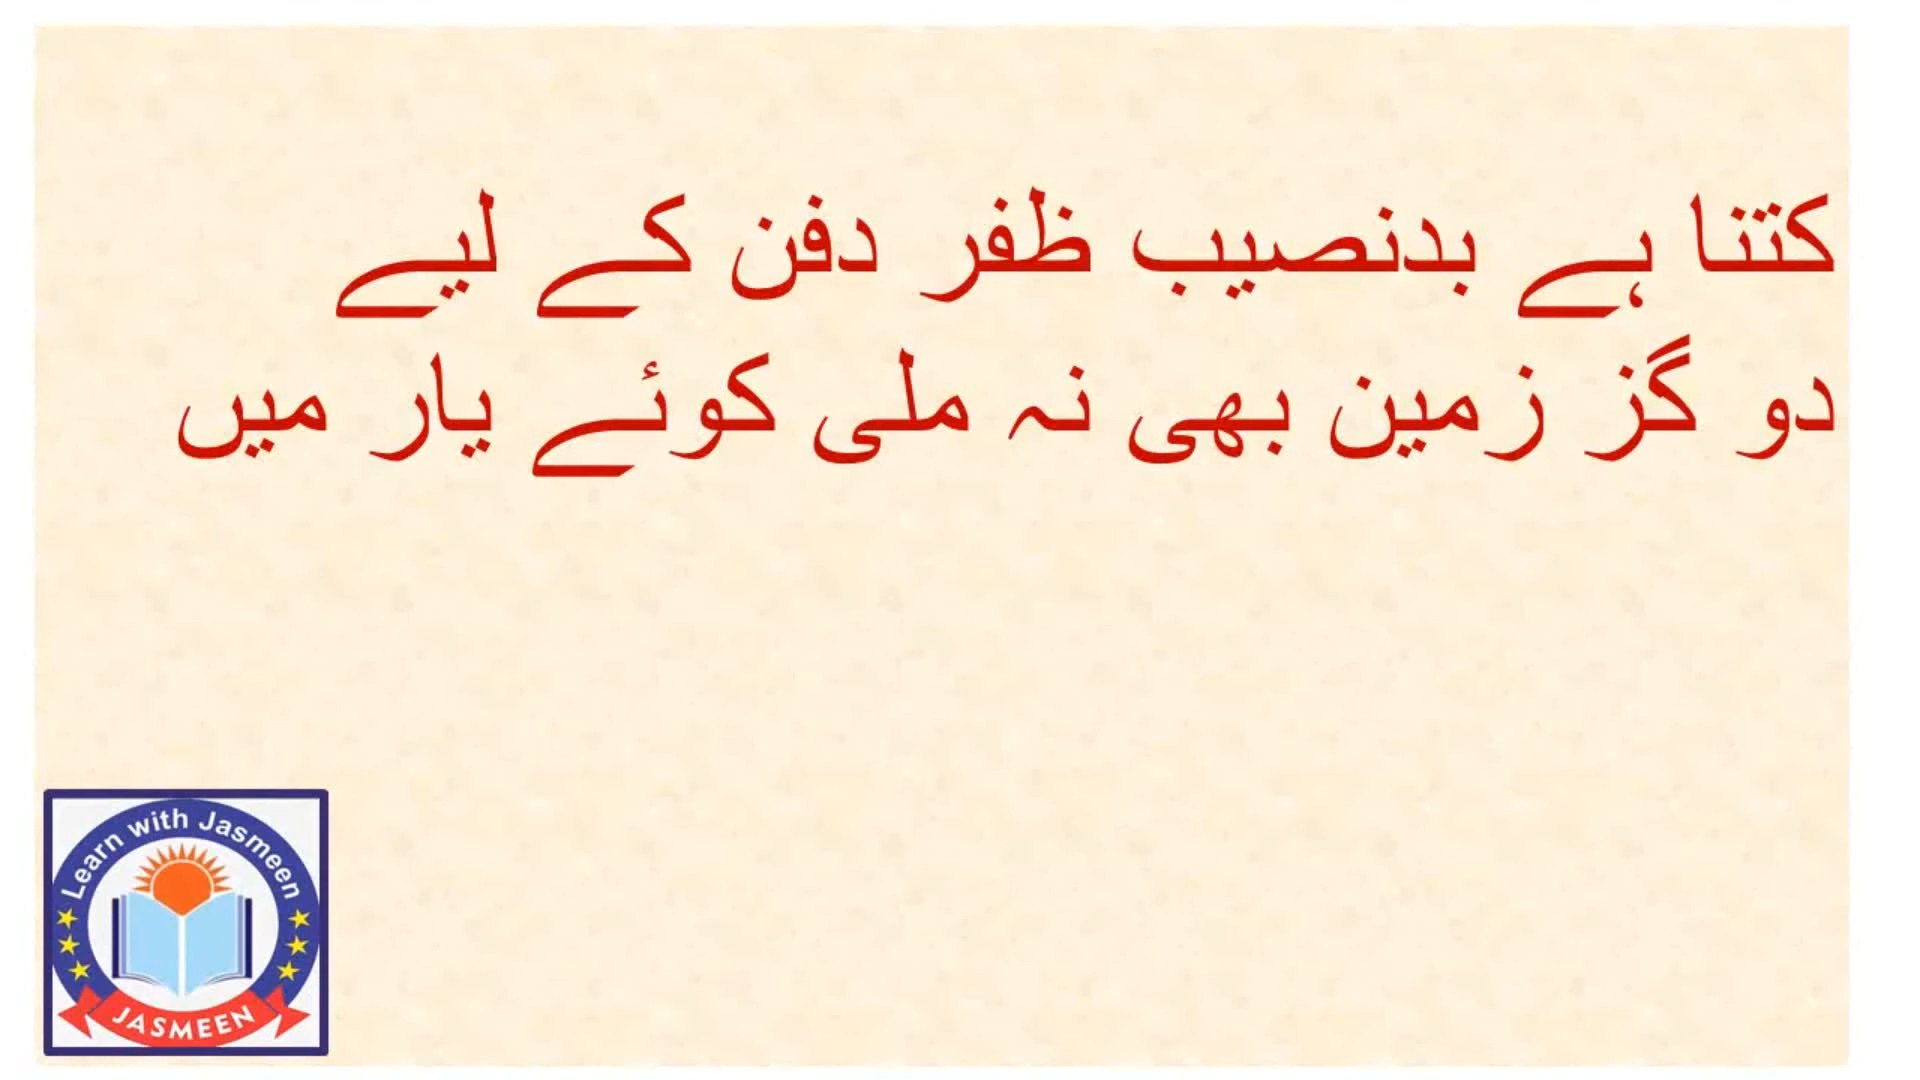 کتنا ہے بدنصیب ظفر دفن کے لیے
دو گز زمین بھی نہ ملی کوئے یار میں
Learn with Jasmeen
JASMEEN